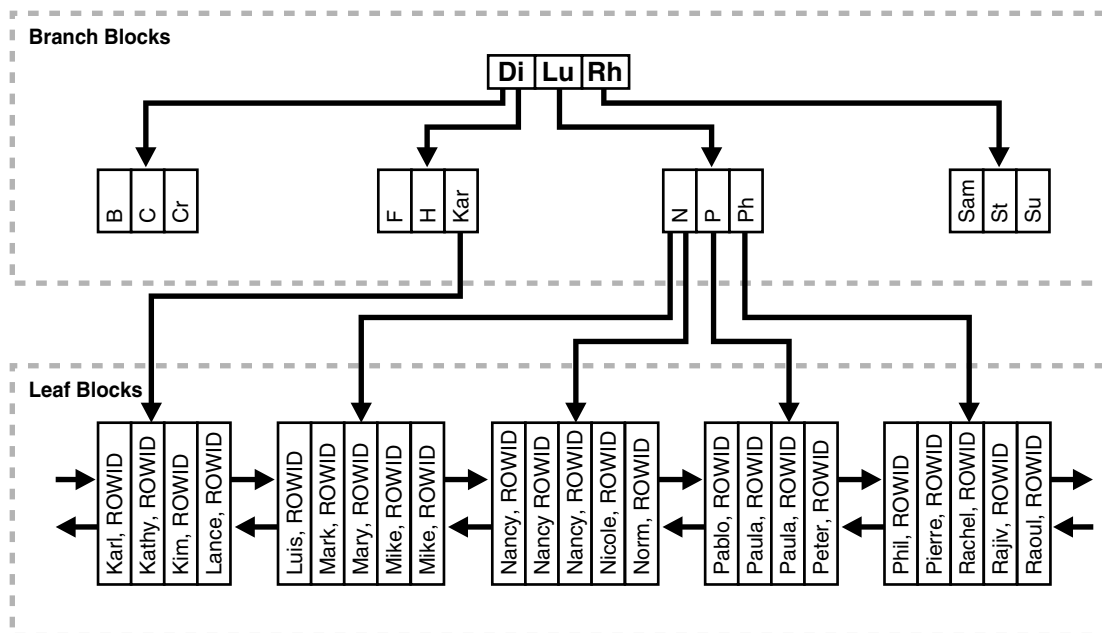 Branch Blocks
Di Lu Rh
B
C
Cr
F
H
Kar
N
P
Ph
Sam
St
Su
Leaf Blocks
Karl, ROWID
Kathy, ROWID
Kim, ROWID
Lance, ROWID
Luis, ROWID
Mark, ROWID
Mary, ROWID
Mike, ROWID
Mike, ROWID
Nancy, ROWID
Nancy ROWID
Nancy, ROWID
Nicole, ROWID
Norm, ROWID
Pablo, ROWID
Paula, ROWID
Paula, ROWID
Peter, ROWID
Phil, ROWID
Pierre, ROWID
Rachel, ROWID
Rajiv, ROWID
Raoul, ROWID